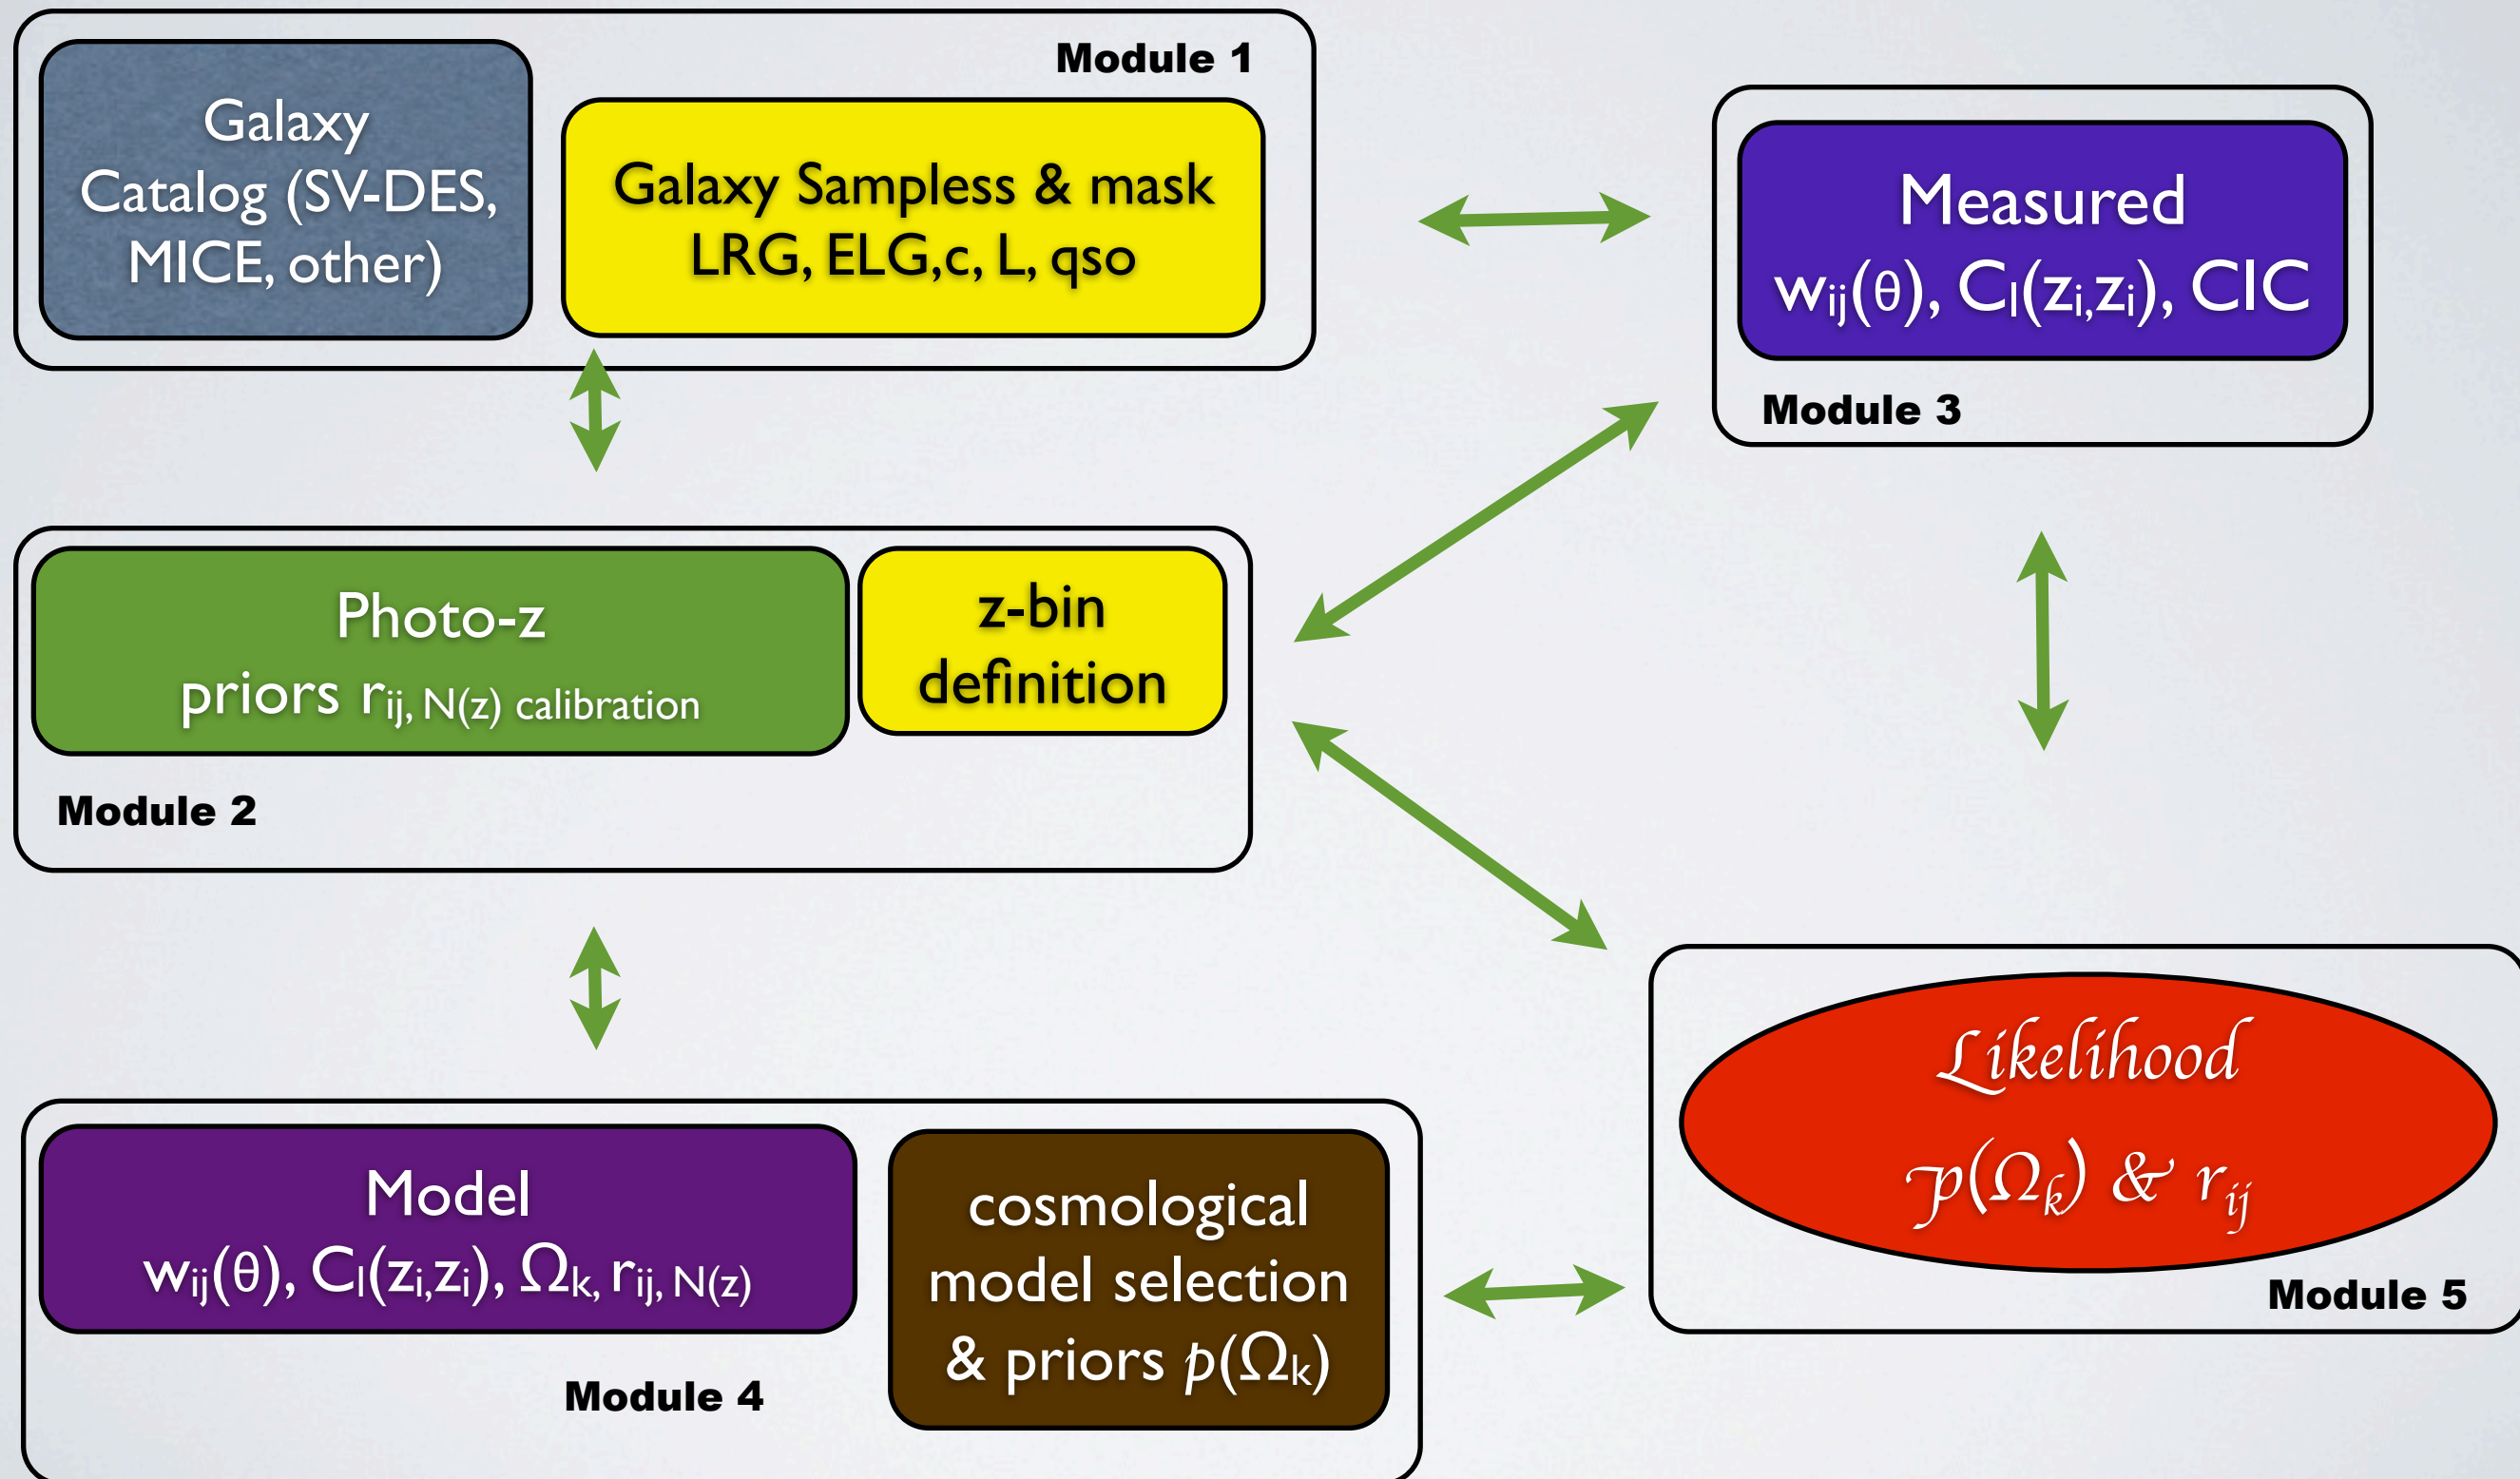 Module 1
Galaxy
Catalog (SV-DES,
MICE, other)
Galaxy Sampless & mask
LRG, ELG,c, L, qso
Measured
wij(θ), Cl(zi,zi), CIC
Module 3
Photo-z
priors rij, N(z) calibration
z-bin
definition
Module 2
Model
wij(θ), Cl(zi,zi), Ωk, rij, N(z)
cosmological
model selection
& priors p(Ωk)
Module 4
Likelihood
p(Ωk) & rij
Module 5